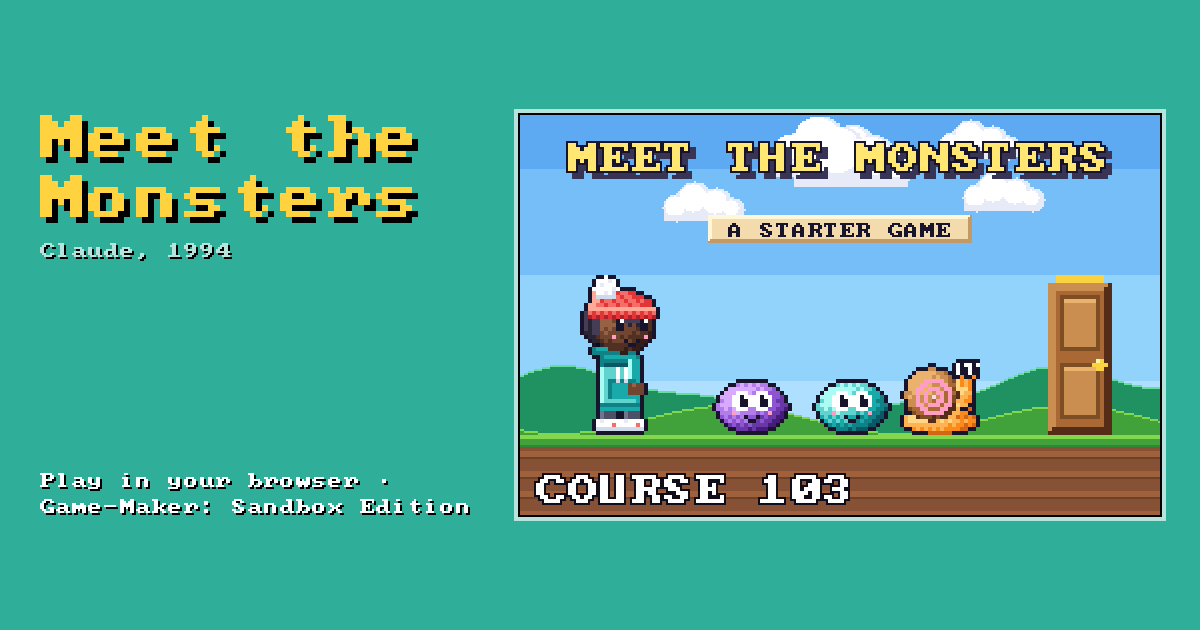 Meet the
Monsters
Claude, 1994
Play in your browser ·
Game-Maker: Sandbox Edition
MEET THE MONSTERS
A STARTER GAME
COURSE 103